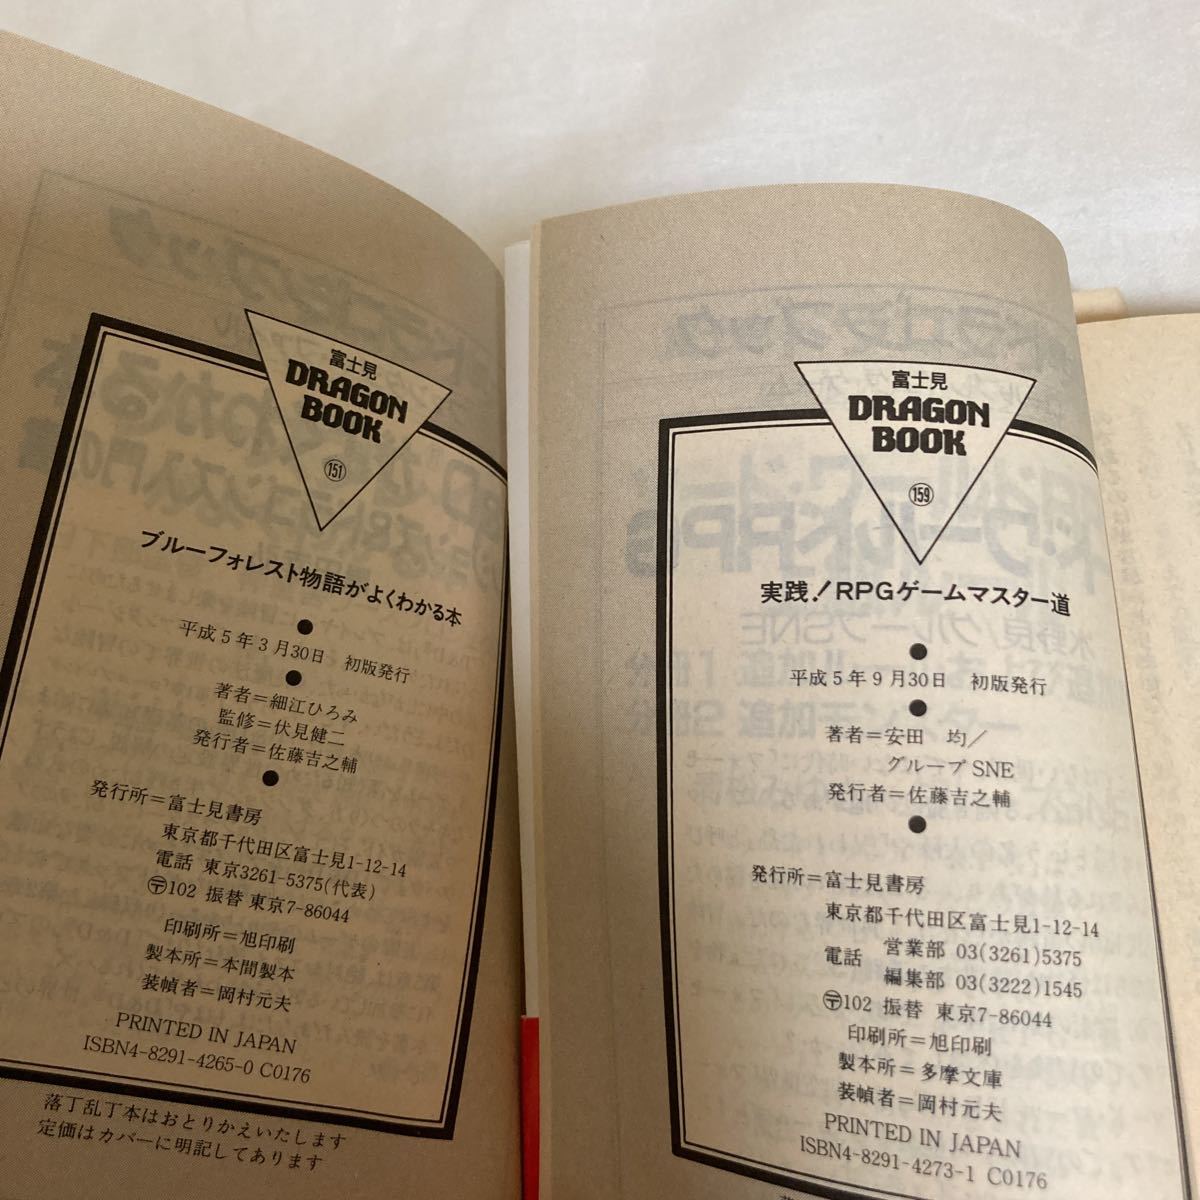 富士見
DRAGON
BOOK
151
ブルーフォレスト物語がよくわかる本
●
平成5年3月30日 初版発行
●
著者=細江ひろみ
監修=伏見健二
発行者=佐藤吉之輔
●
発行所=富士見書房
東京都千代田区富士見1-12-14
電話 東京3261-5375(代表)
〒102 振替 東京7-86044
印刷所=旭印刷
製本所=本間製本
装幀者=岡村元夫
PRINTED IN JAPAN
ISBN4-8291-4265-0 C0176
落丁乱丁本はおとりかえいたします
定価はカバーに明記してあります
富士見
DRAGON
BOOK
159
実践!RPGゲームマスター道
●
平成5年9月30日 初版発行
●
著者=安田 均/
グループSNE
発行者=佐藤吉之輔
●
発行所=富士見書房
東京都千代田区富士見1-12-14
電話 営業部 03(3261)5375
編集部 03(3222)1545
〒102 振替 東京7-86044
印刷所=旭印刷
製本所=多摩文庫
装幀者=岡村元夫
PRINTED IN JAPAN
ISBN4-8291-4273-1 C0176